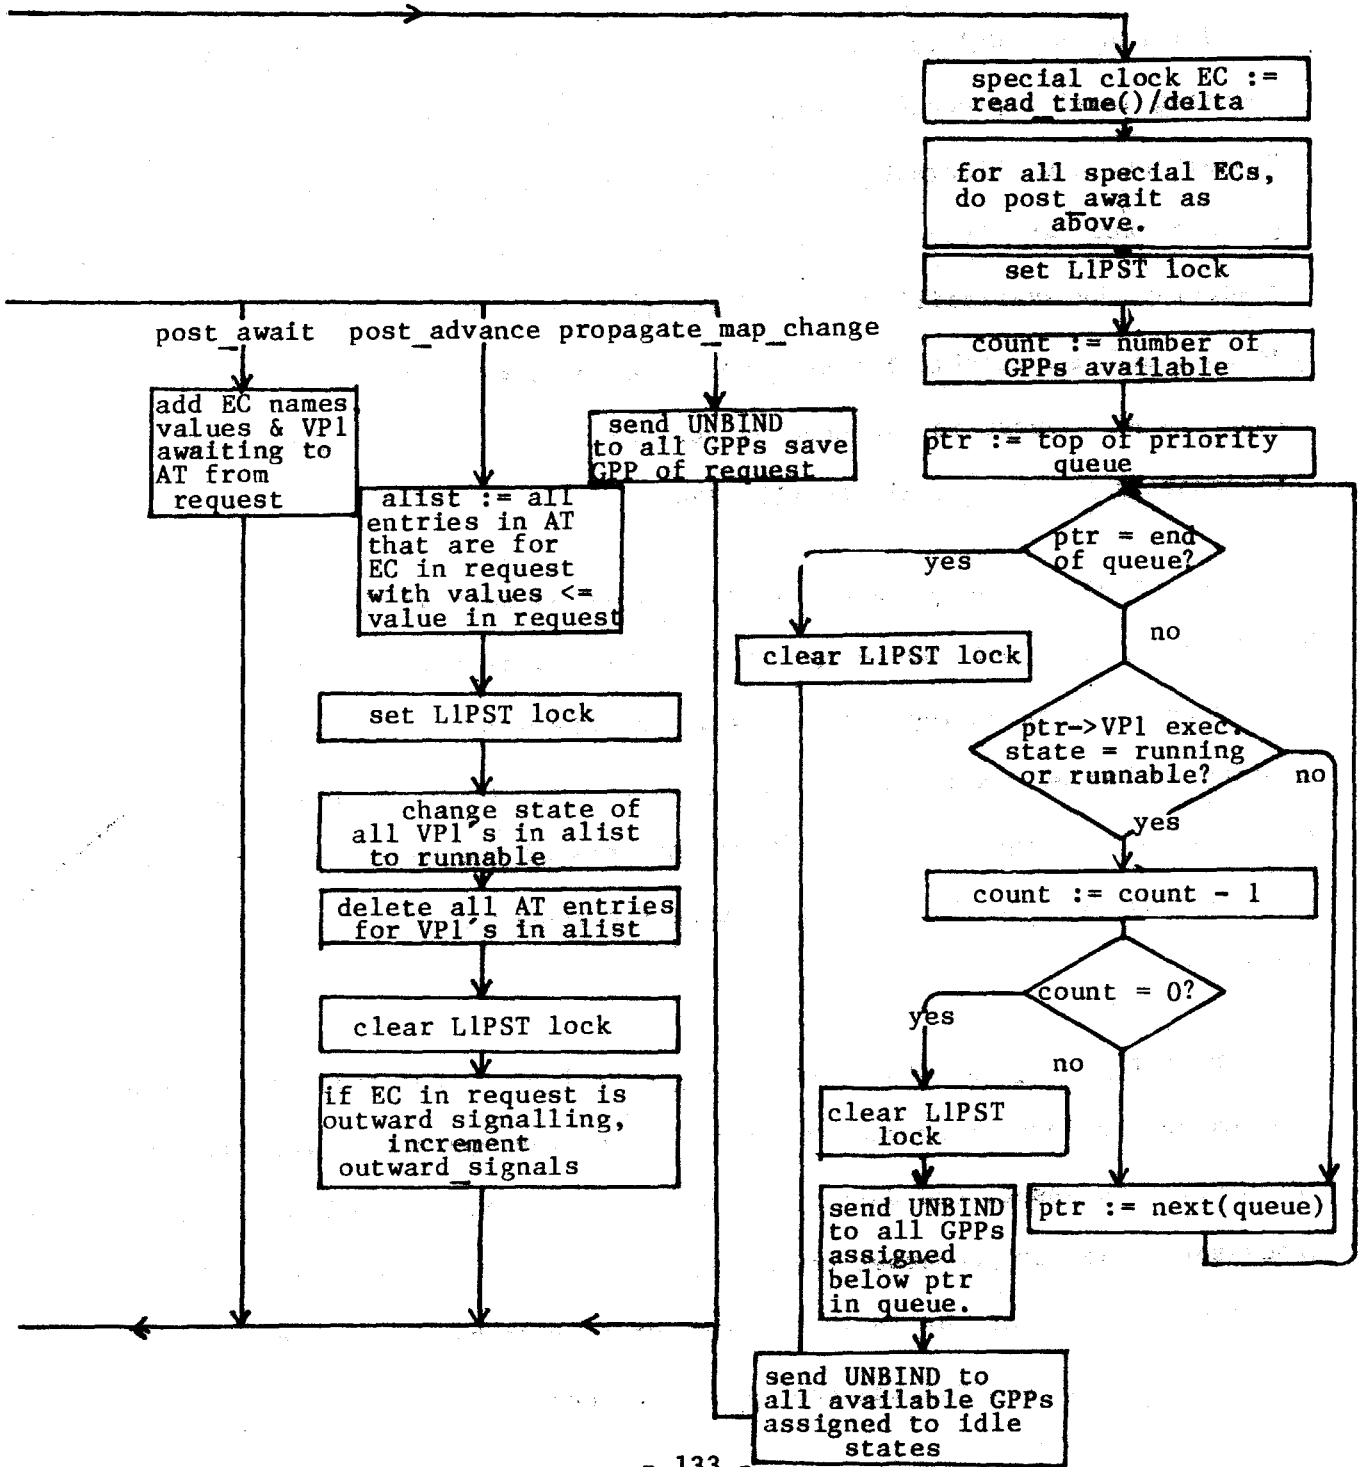 special clock EC :=
read_time()/delta
for all special ECs,
do post_await as
above.
set L1PST lock
count := number of
GPPs available
ptr := top of priority
queue
ptr = end
of queue?
yes
no
clear L1PST lock
ptr->VP1 exec.
state = running
or runnable?
no
yes
count := count - 1
count = 0?
yes
no
clear L1PST
lock
send UNBIND
to all GPPs
assigned
below ptr
in queue.
ptr := next(queue)
send UNBIND to
all available GPPs
assigned to idle
states
post_await
post_advance
propagate_map_change
add EC names
values & VP1
awaiting to
AT from
request
alist := all
entries in AT
that are for
EC in request
with values <=
value in request
send UNBIND
to all GPPs save
GPP of request
set L1PST lock
change state of
all VP1's in alist
to runnable
delete all AT entries
for VP1's in alist
clear L1PST lock
if EC in request is
outward signalling,
increment
outward_signals
- 133 -